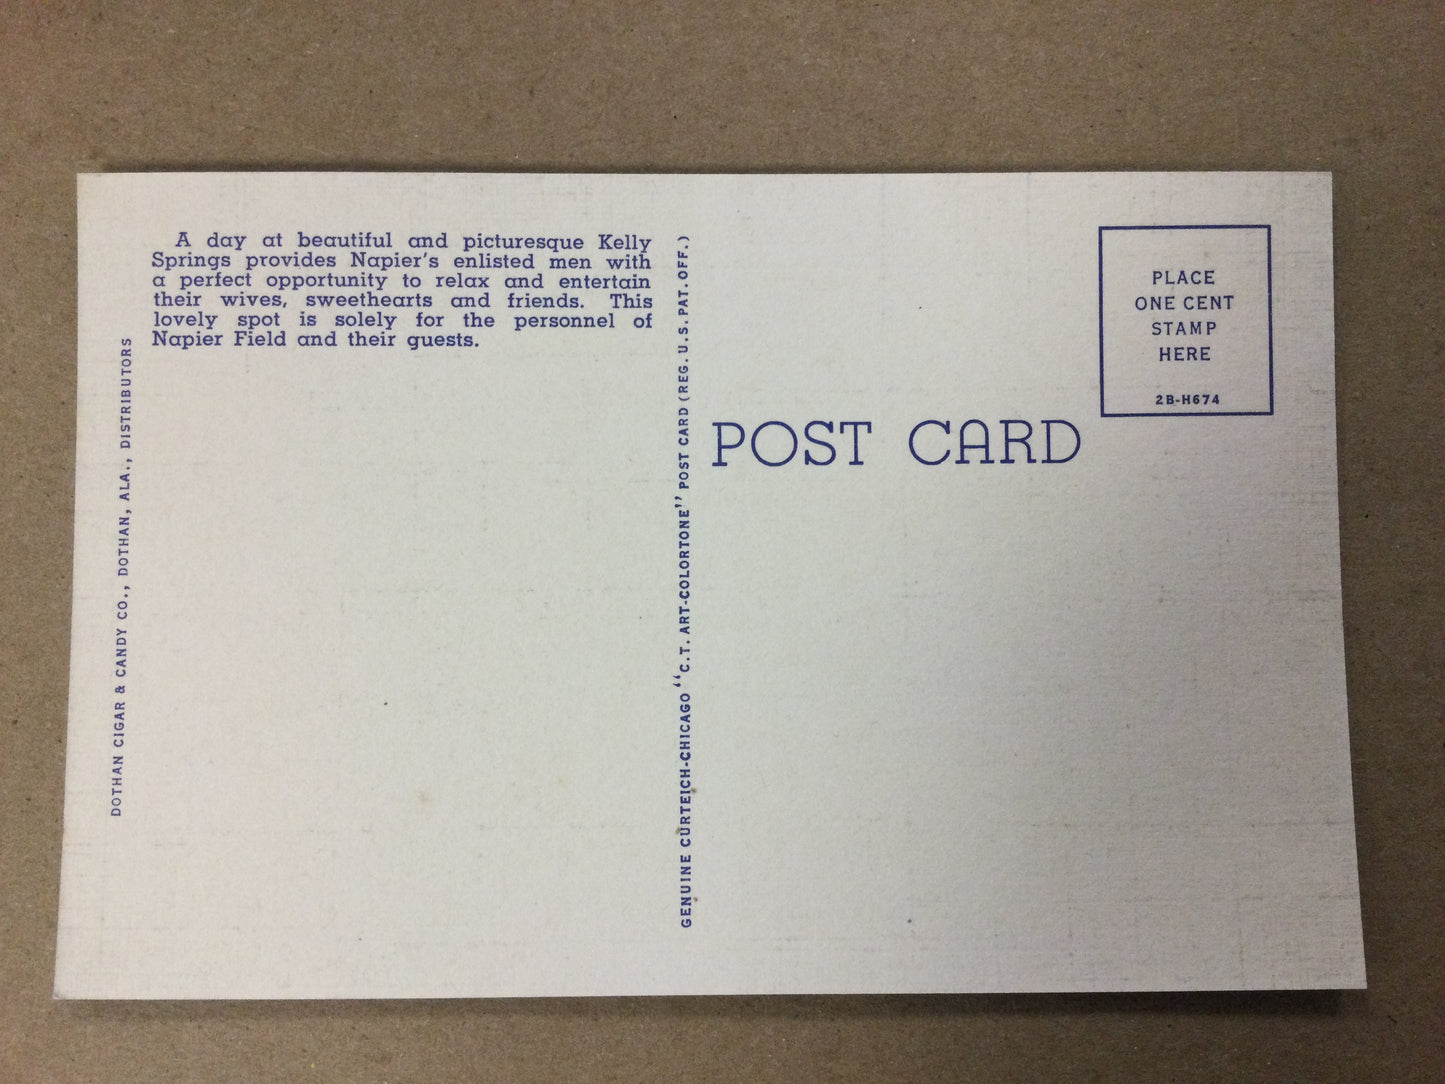 A day at beautiful and picturesque Kelly
Springs provides Napier's enlisted men with
a perfect opportunity to relax and entertain
their wives, sweethearts and friends. This
lovely spot is solely for the personnel of
Napier Field and their guests.
DOTHAN CIGAR & CANDY CO., DOTHAN, ALA., DISTRIBUTORS
GENUINE CURTEICH-CHICAGO "C.T. ART-COLORTONE" POST CARD (REG. U.S. PAT. OFF.)
POST CARD
PLACE
ONE CENT
STAMP
HERE
2B-H674